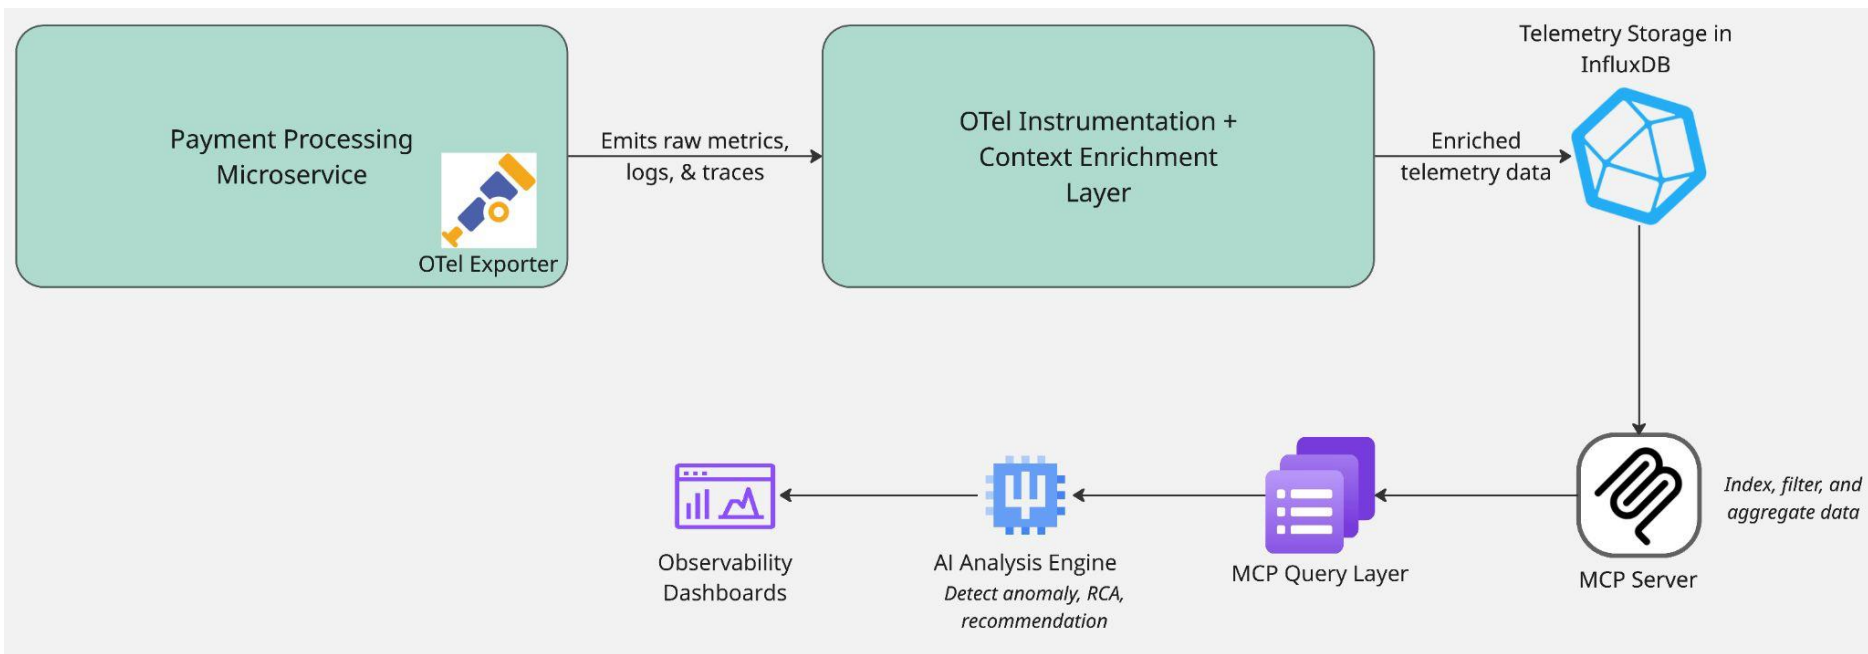 Payment Processing
Microservice
OTel Exporter
Emits raw metrics,
logs, & traces
OTel Instrumentation +
Context Enrichment
Layer
Enriched
telemetry data
Telemetry Storage in
InfluxDB
Index, filter, and
aggregate data
MCP Server
MCP Query Layer
AI Analysis Engine
Detect anomaly, RCA,
recommendation
Observability
Dashboards